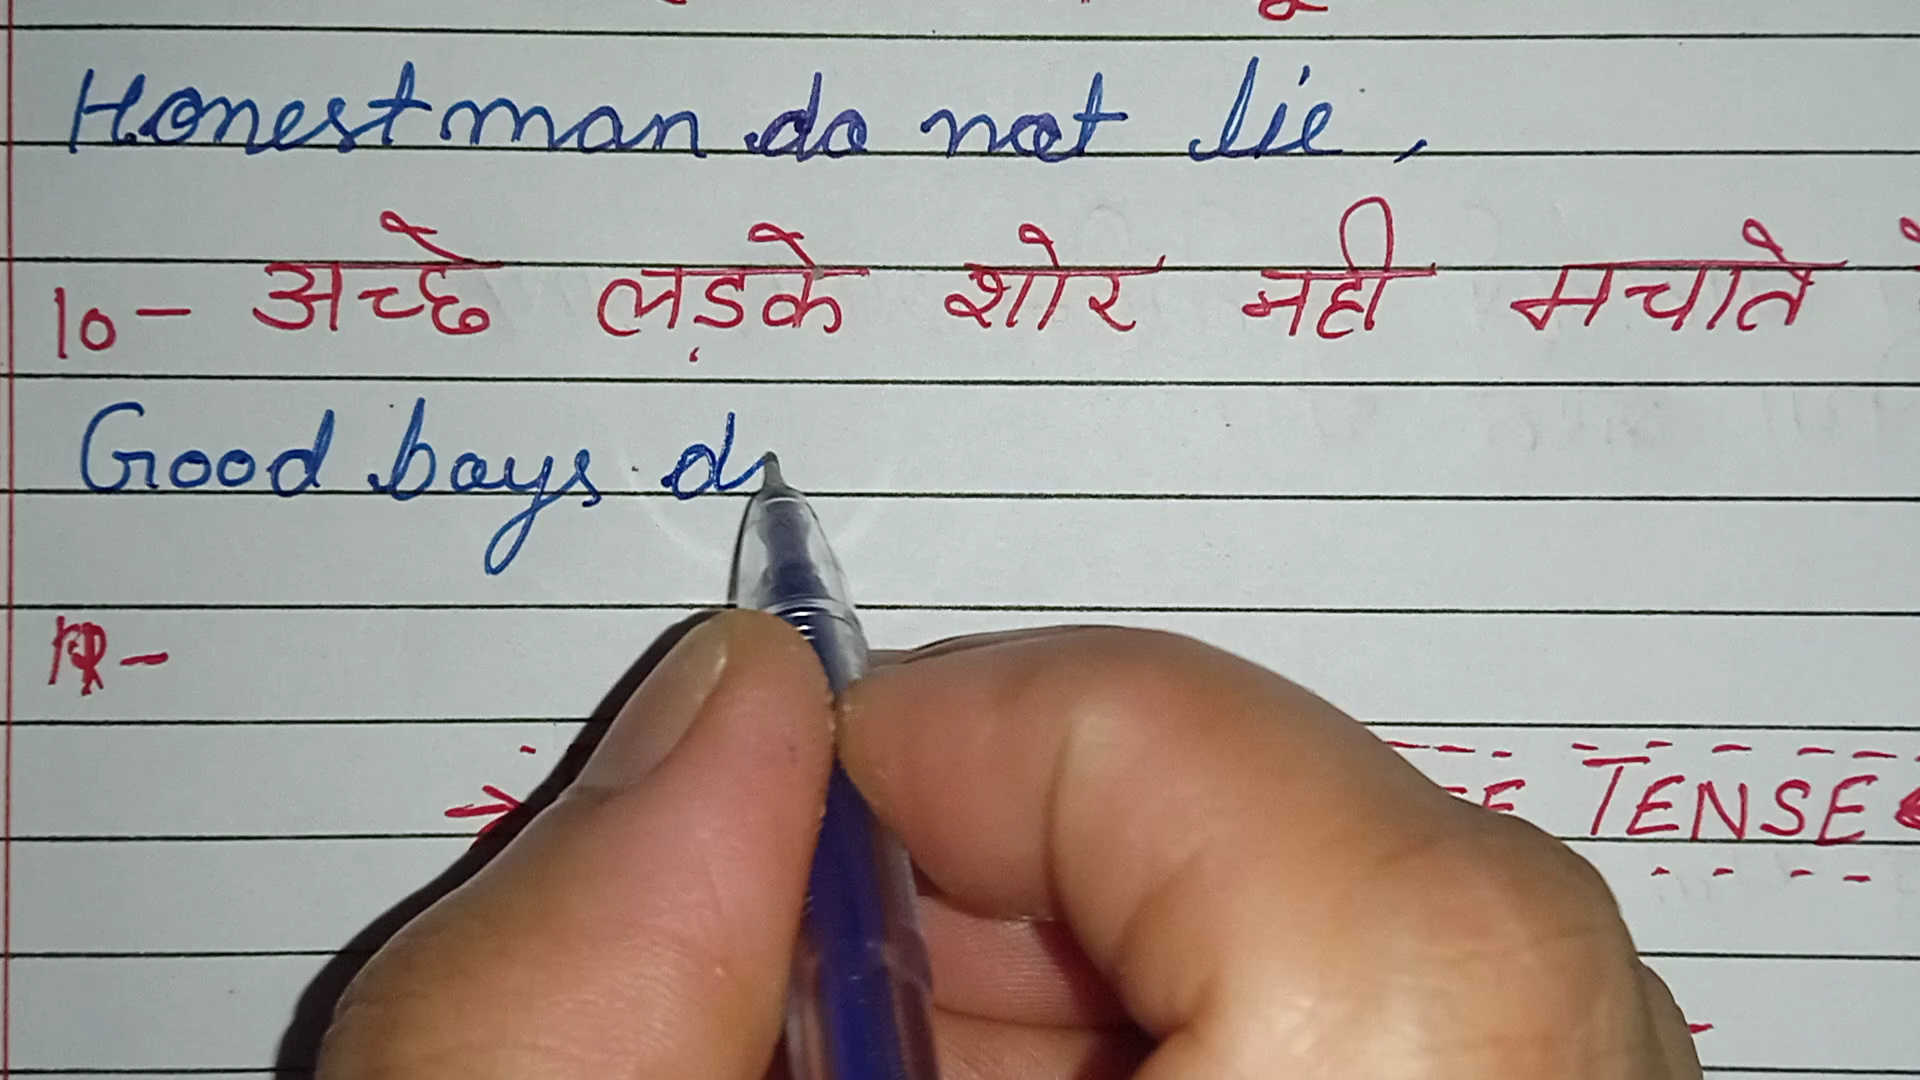 Honest man do not lie,
10- अच्छे लड़के शोर नही मचाते
Good boys d
TENSE